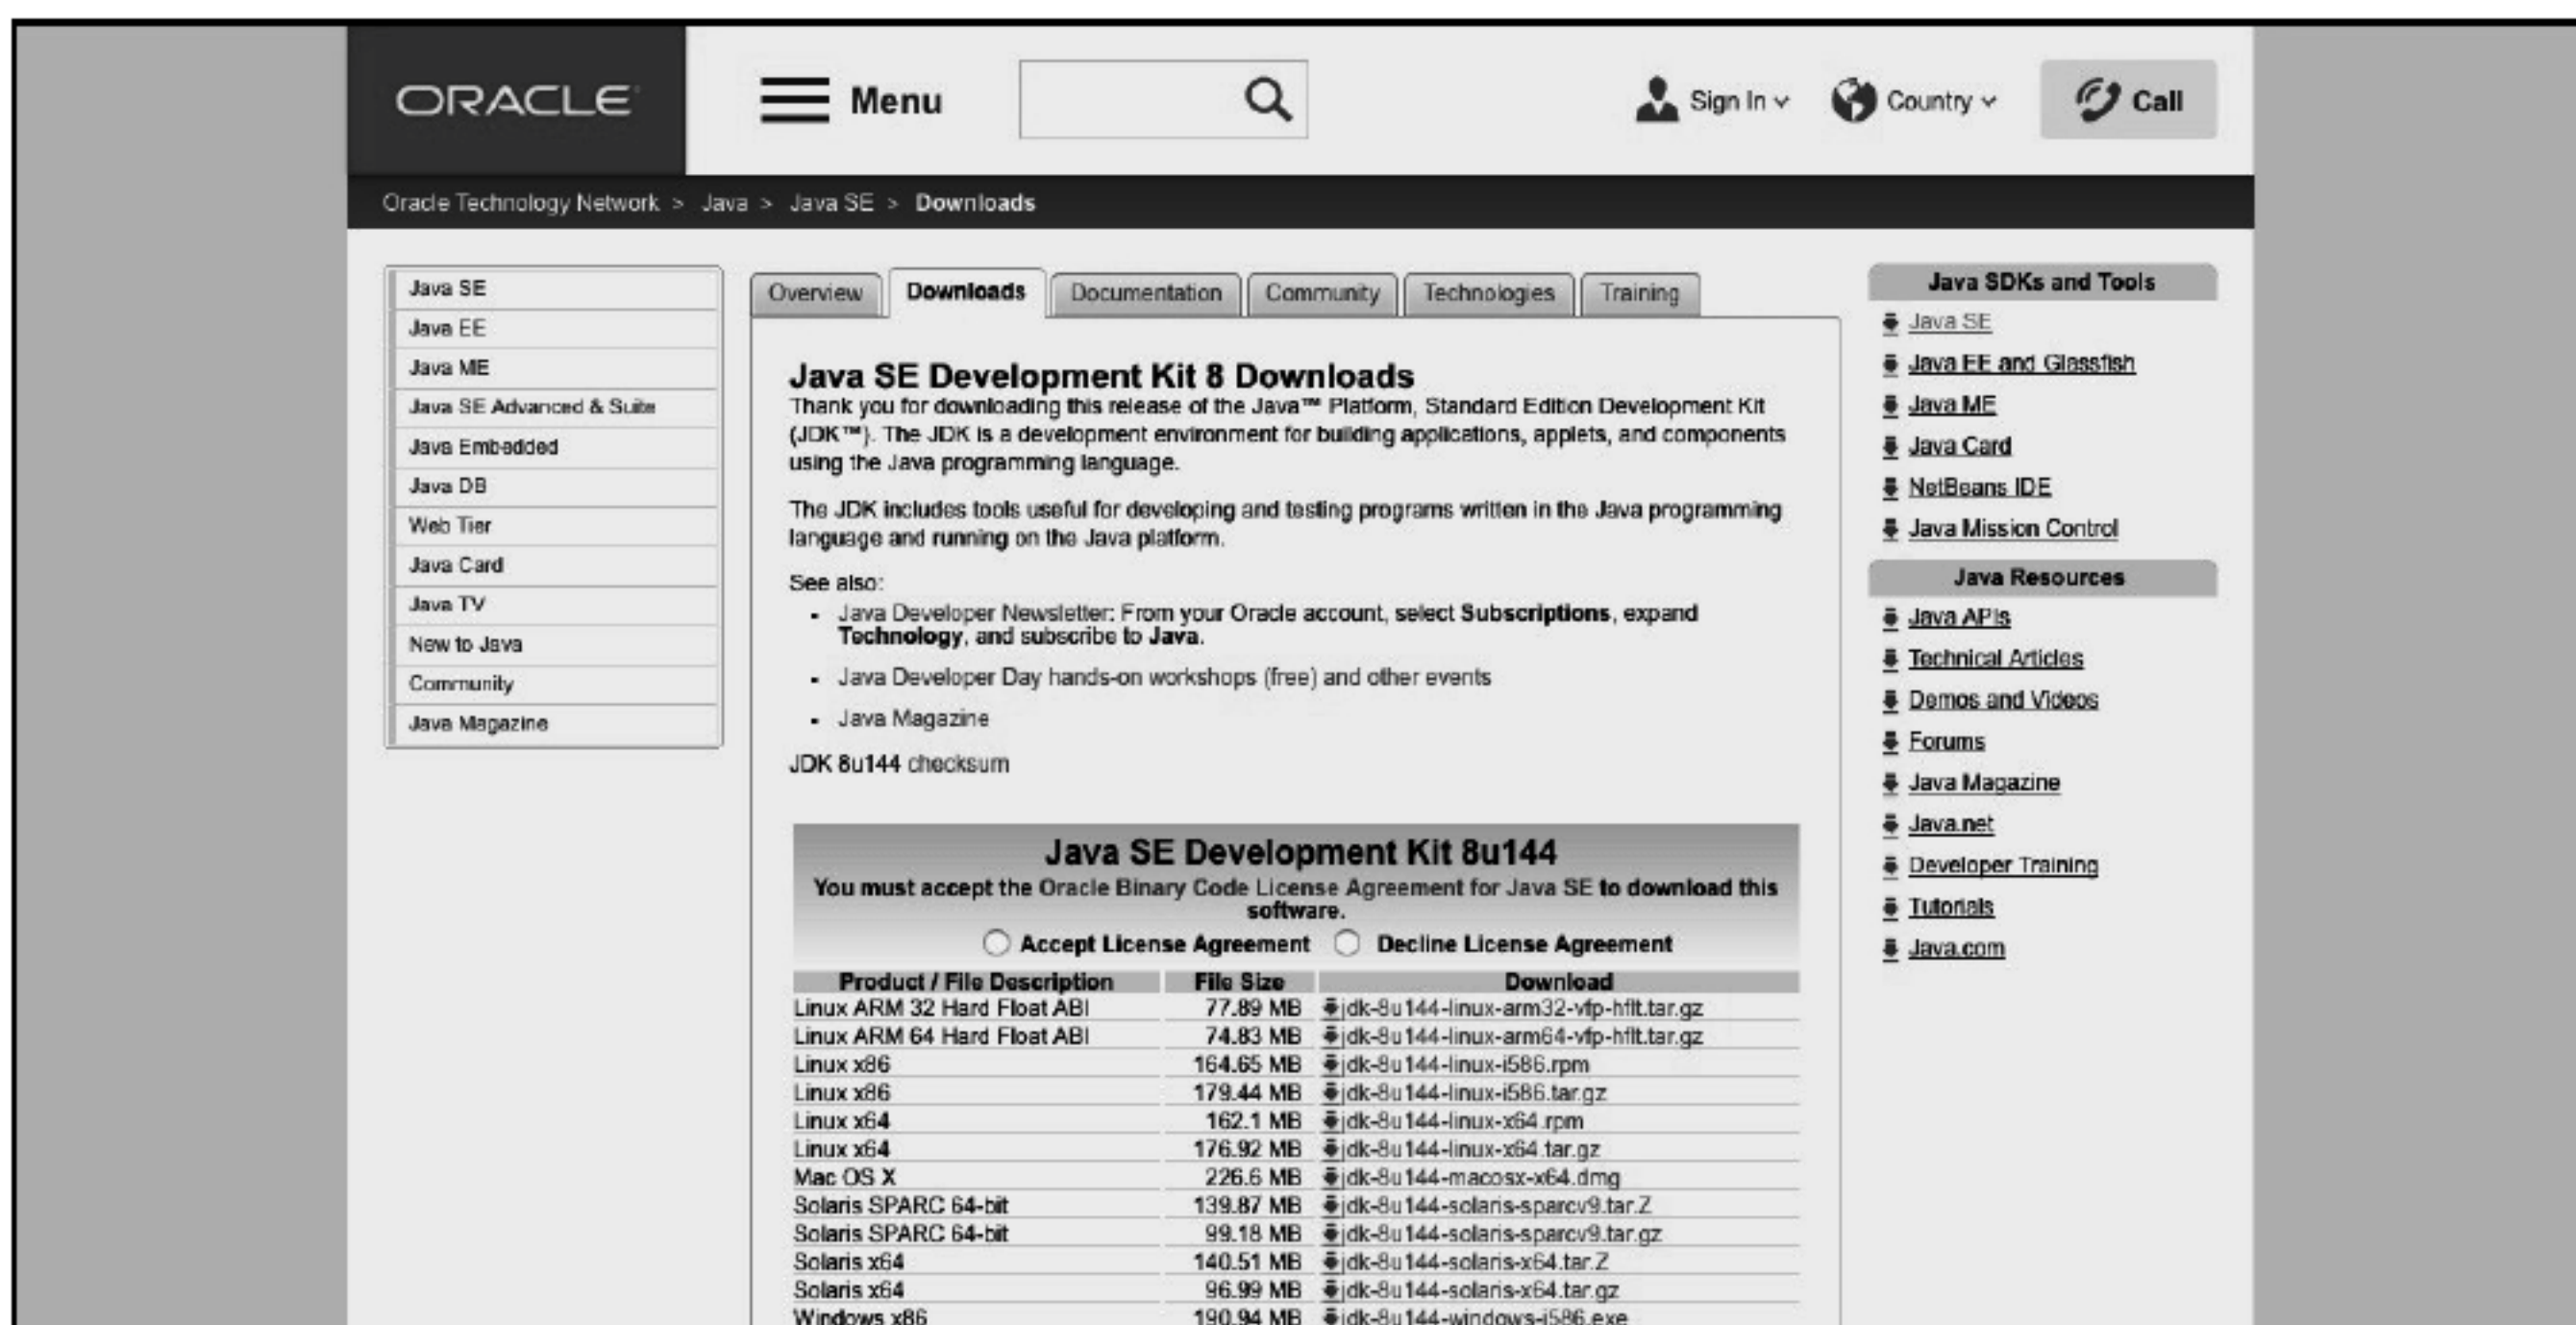 ORACLE
Menu
Sign In
Country
Call
Oracle Technology Network > Java > Java SE > Downloads
Java SE
Java EE
Java ME
Java SE Advanced & Suite
Java Embedded
Java DB
Web Tier
Java Card
Java TV
New to Java
Community
Java Magazine
Overview
Downloads
Documentation
Community
Technologies
Training
Java SE Development Kit 8 Downloads
Thank you for downloading this release of the Java™ Platform, Standard Edition Development Kit
(JDK™). The JDK is a development environment for building applications, applets, and components
using the Java programming language.
The JDK includes tools useful for developing and testing programs written in the Java programming
language and running on the Java platform.
See also:
Java Developer Newsletter: From your Oracle account, select Subscriptions, expand
Technology, and subscribe to Java.
Java Developer Day hands-on workshops (free) and other events
Java Magazine
JDK 8u144 checksum
Java SE Development Kit 8u144
You must accept the Oracle Binary Code License Agreement for Java SE to download this
software.
Accept License Agreement Decline License Agreement
Product / File Description File Size Download
Linux ARM 32 Hard Float ABI 77.89 MB jdk-8u144-linux-arm32-vfp-hflt.tar.gz
Linux ARM 64 Hard Float ABI 74.83 MB jdk-8u144-linux-arm64-vfp-hflt.tar.gz
Linux x86 164.65 MB jdk-8u144-linux-i586.rpm
Linux x86 179.44 MB jdk-8u144-linux-i586.tar.gz
Linux x64 162.1 MB jdk-8u144-linux-x64.rpm
Linux x64 176.92 MB jdk-8u144-linux-x64.tar.gz
Mac OS X 226.6 MB jdk-8u144-macosx-x64.dmg
Solaris SPARC 64-bit 139.87 MB jdk-8u144-solaris-sparcv9.tar.Z
Solaris SPARC 64-bit 99.18 MB jdk-8u144-solaris-sparcv9.tar.gz
Solaris x64 140.51 MB jdk-8u144-solaris-x64.tar.Z
Solaris x64 96.99 MB jdk-8u144-solaris-x64.tar.gz
Windows x86 190.94 MB jdk-8u144-windows-i586.exe
Java SDKs and Tools
Java SE
Java EE and Glassfish
Java ME
Java Card
NetBeans IDE
Java Mission Control
Java Resources
Java APIs
Technical Articles
Demos and Videos
Forums
Java Magazine
Java.net
Developer Training
Tutorials
Java.com